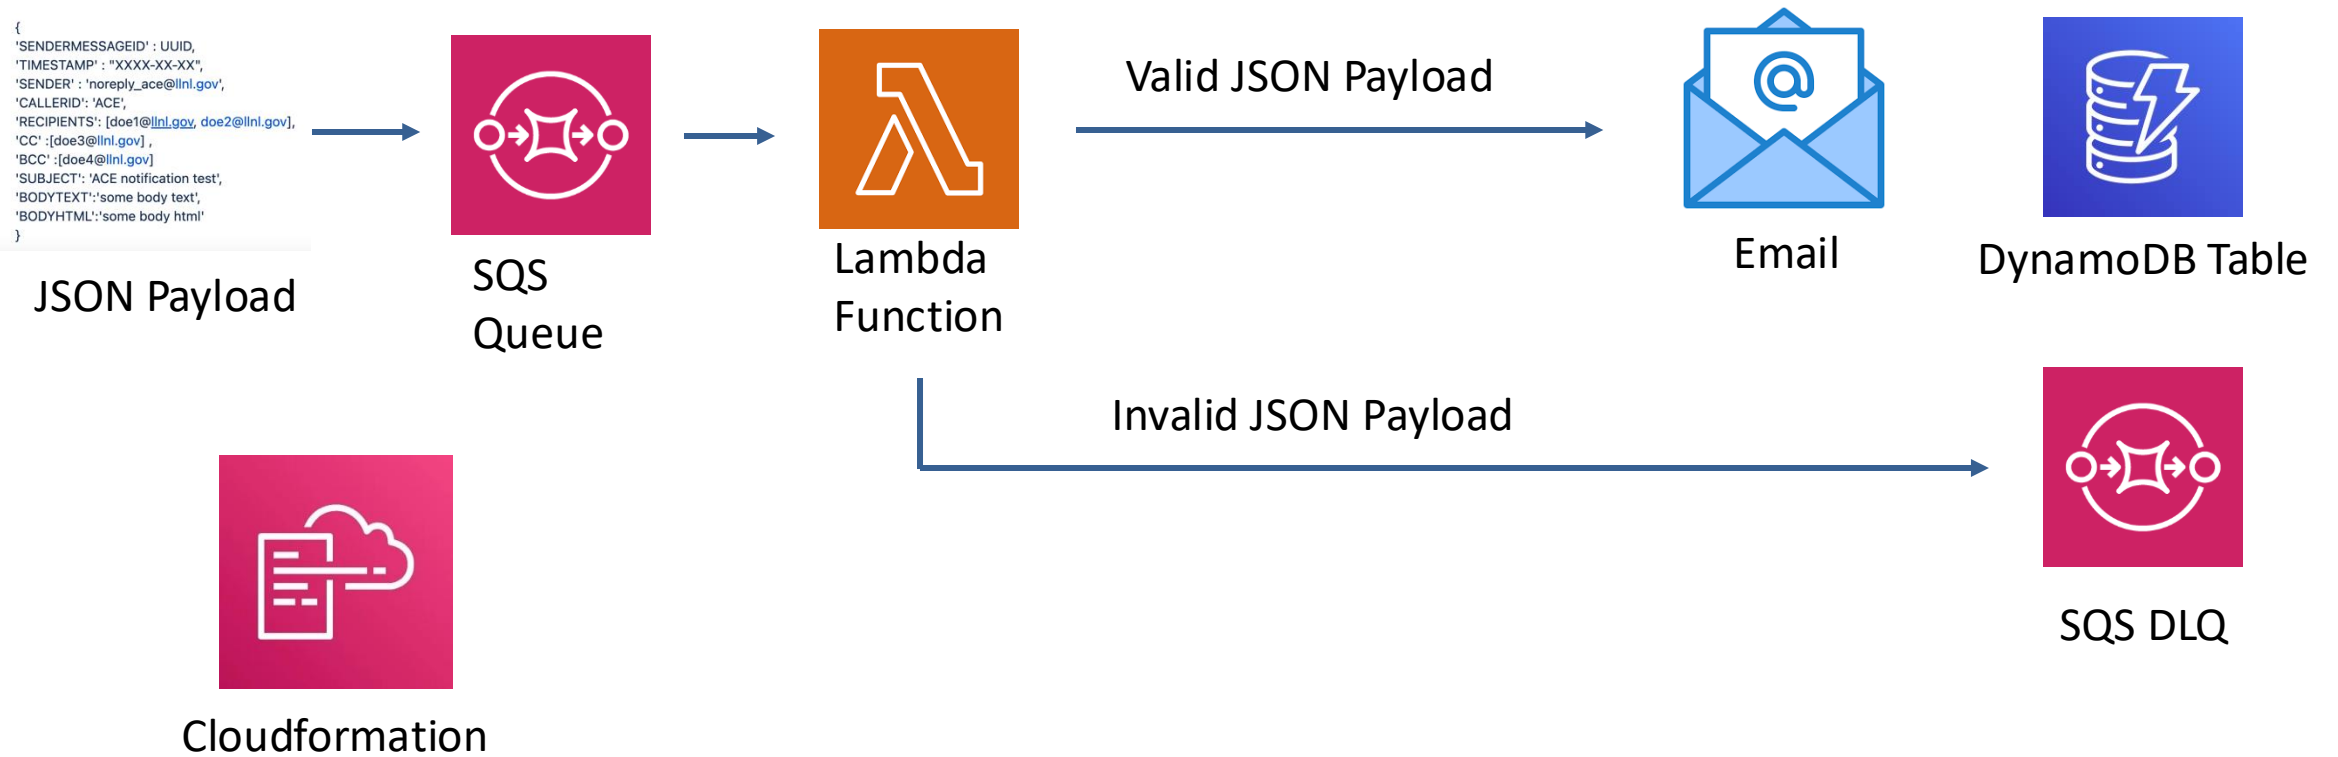 {
'SENDERMESSAGEID' : UUID,
'TIMESTAMP' : "XXXX-XX-XX",
'SENDER' : 'noreply_ace@llnl.gov',
'CALLERID': 'ACE',
'RECIPIENTS': [doe1@llnl.gov, doe2@llnl.gov],
'CC' :[doe3@llnl.gov] ,
'BCC' :[doe4@llnl.gov]
'SUBJECT': 'ACE notification test',
'BODYTEXT':'some body text',
'BODYHTML':'some body html'
}
JSON Payload
SQS
Queue
Lambda
Function
Valid JSON Payload
Email
DynamoDB Table
Invalid JSON Payload
SQS DLQ
Cloudformation